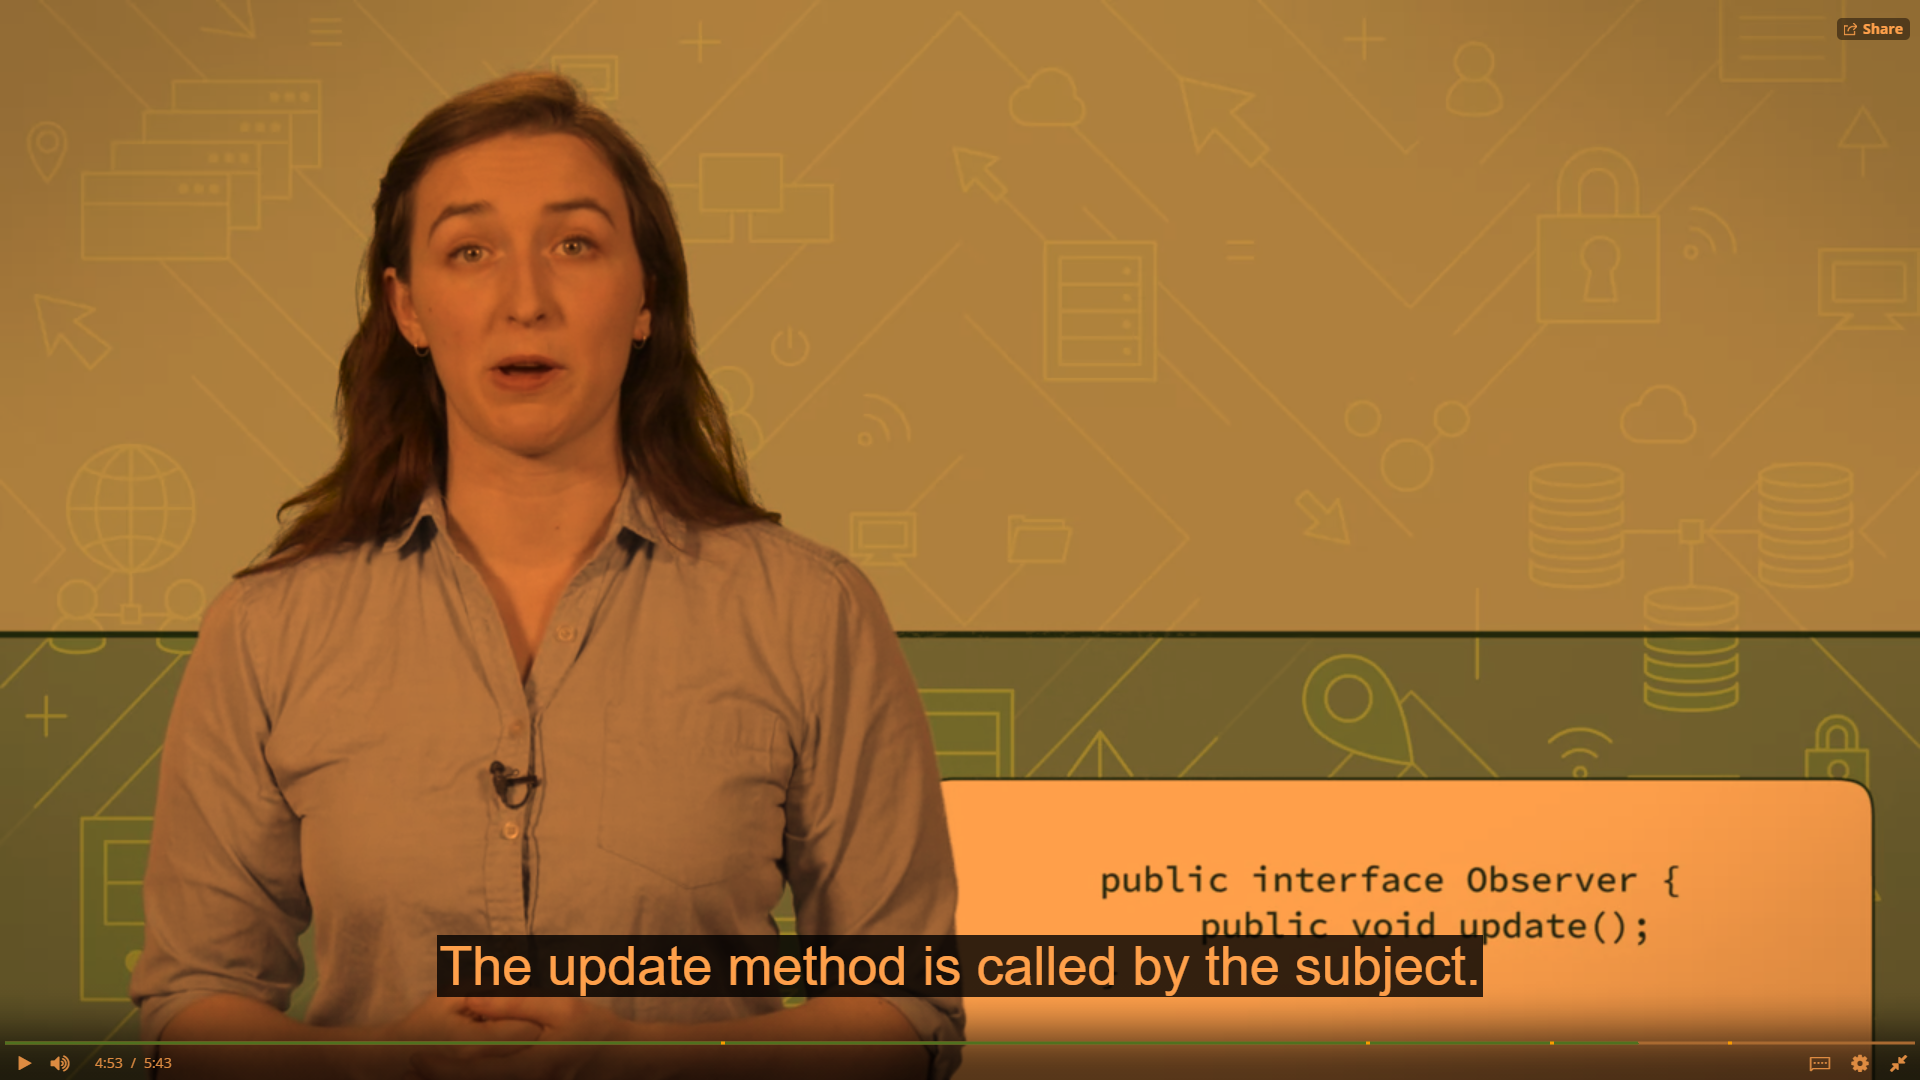 Share
public interface Observer {
public void update();
The update method is called by the subject.
4:53 / 5:43